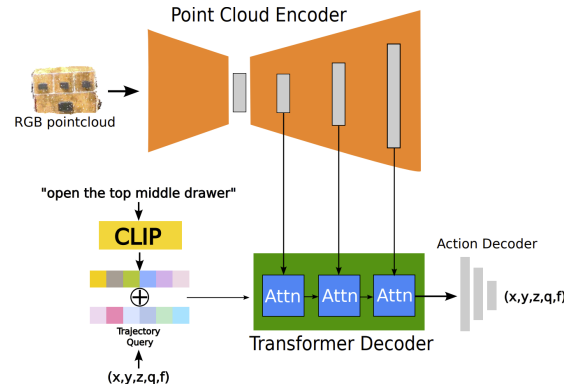 Point Cloud Encoder
RGB pointcloud
"open the top middle drawer"
CLIP
Trajectory
Query
(x,y,z,q,f)
Attn
Attn
Attn
Transformer Decoder
Action Decoder
(x,y,z,q,f)